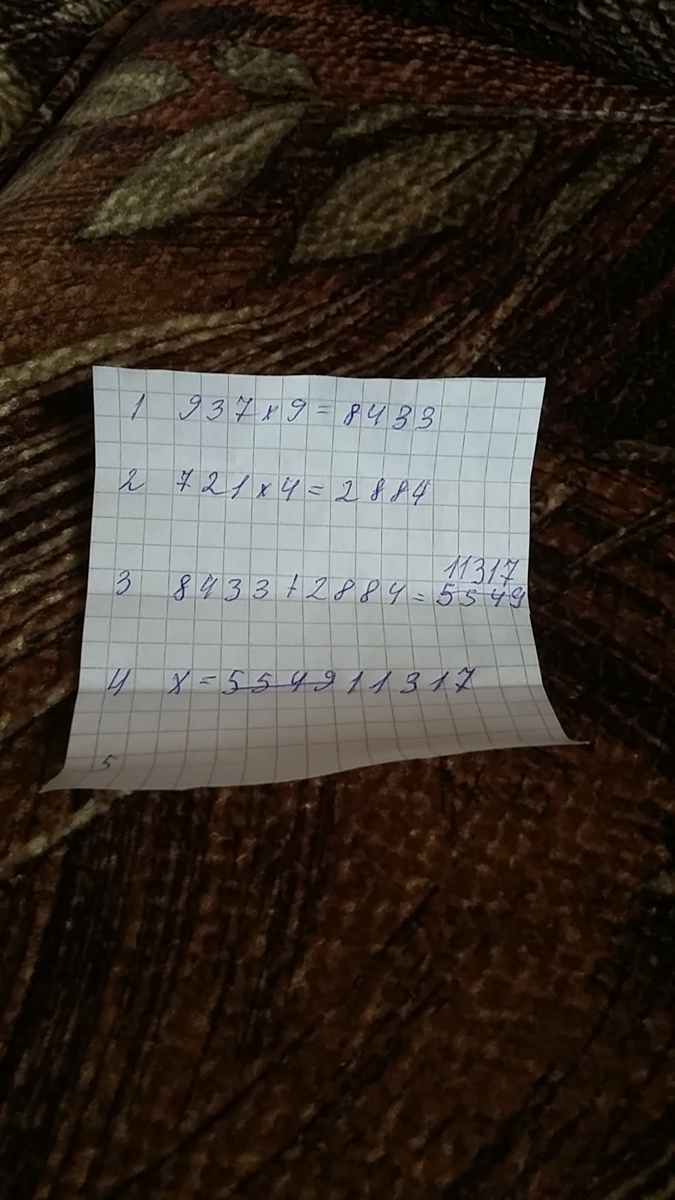 1 937 x 9 = 8433
2 721 x 4 = 2884
11317
3 8433 + 2884 = 5549
4 x = 5549 11317
5